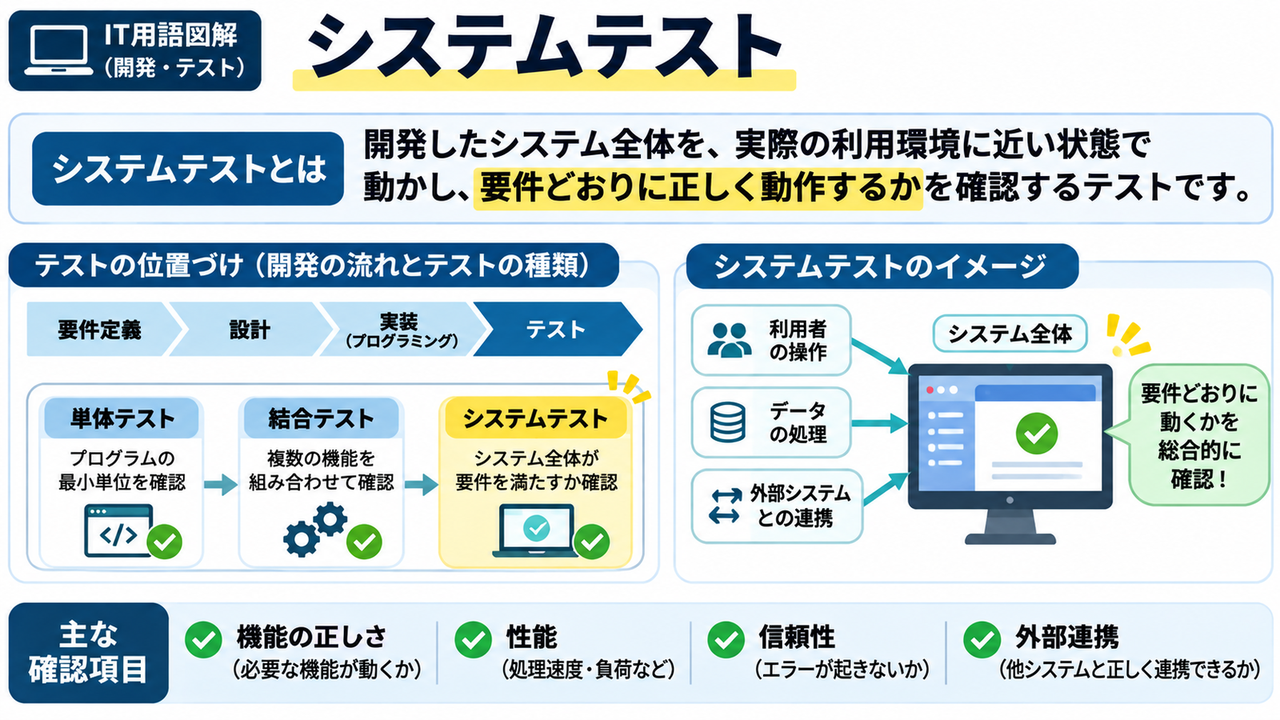 IT用語図解
（開発・テスト）
システムテスト
システムテストとは
開発したシステム全体を、実際の利用環境に近い状態で
動かし、要件どおりに正しく動作するかを確認するテストです。
テストの位置づけ（開発の流れとテストの種類）
要件定義
設計
実装
（プログラミング）
テスト
単体テスト
プログラムの
最小単位を確認
</>
結合テスト
複数の機能を
組み合わせて確認
システムテスト
システム全体が
要件を満たすか確認
システムテストのイメージ
利用者
の操作
データ
の処理
外部システム
との連携
システム全体
要件どおりに
動くかを
総合的に
確認！
主な
確認項目
機能の正しさ
（必要な機能が動くか）
性能
（処理速度・負荷など）
信頼性
（エラーが起きないか）
外部連携
（他システムと正しく連携できるか）